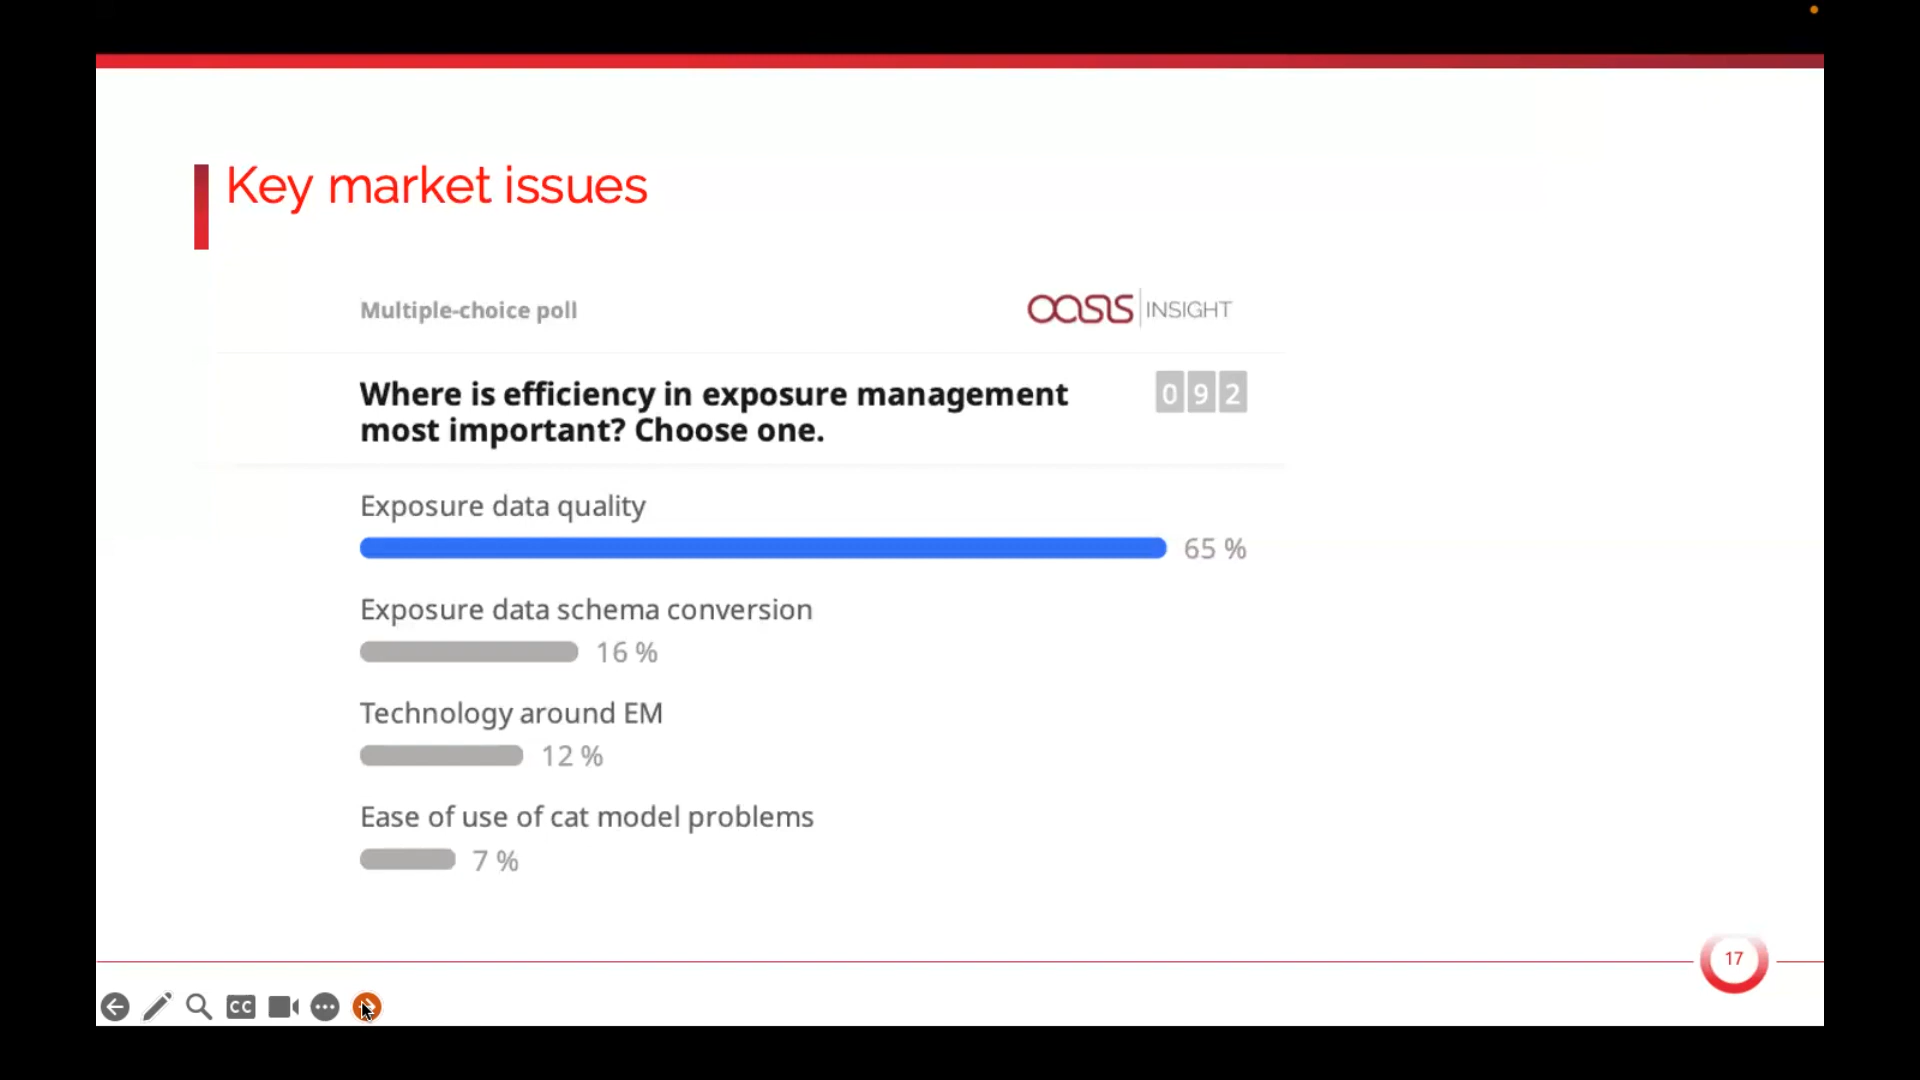 Key market issues
Multiple-choice poll
OASIS INSIGHT
Where is efficiency in exposure management
092
most important? Choose one.
Exposure data quality
65 %
Exposure data schema conversion
16 %
Technology around EM
12 %
Ease of use of cat model problems
7 %
17
CC